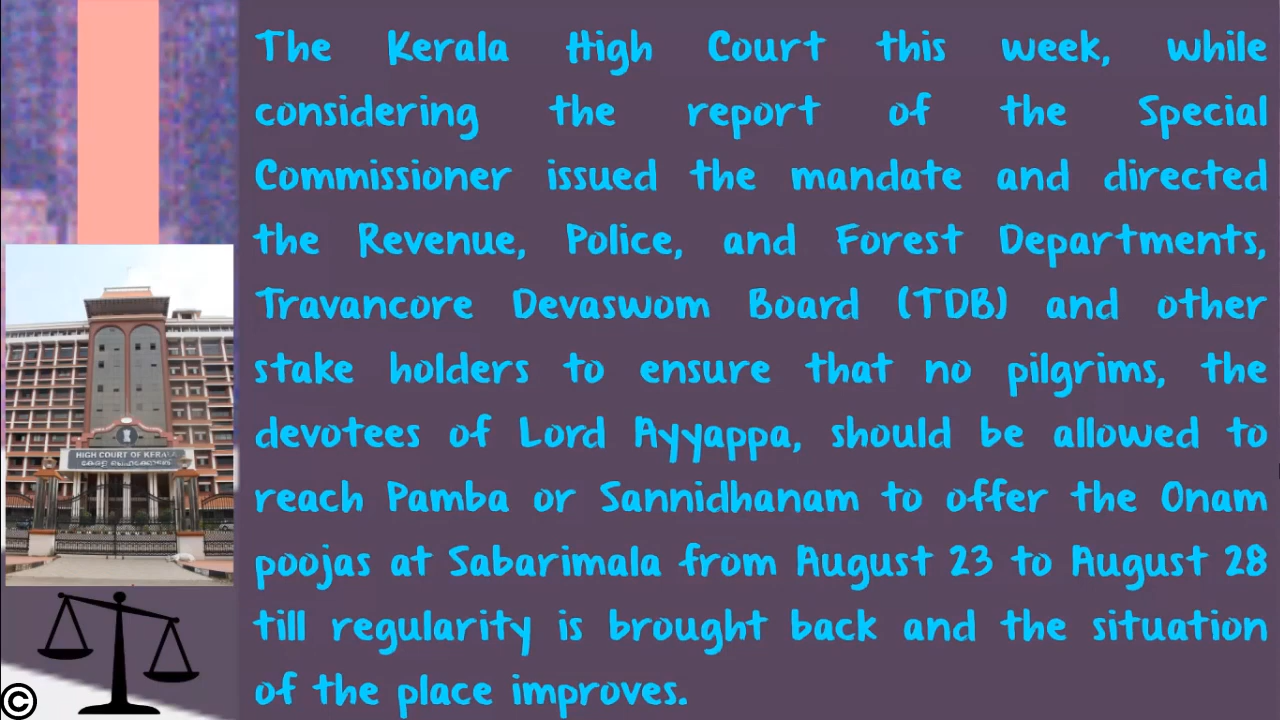 The Kerala High Court this week, while
considering the report of the Special
Commissioner issued the mandate and directed
the Revenue, Police, and Forest Departments,
Travancore Devaswom Board (TDB) and other
stake holders to ensure that no pilgrims, the
devotees of Lord Ayyappa, should be allowed to
reach Pamba or Sannidhanam to offer the Onam
poojas at Sabarimala from August 23 to August 28
till regularity is brought back and the situation
of the place improves.
HIGH COURT OF KERALA
കേരള ഹൈക്കോടതി
©